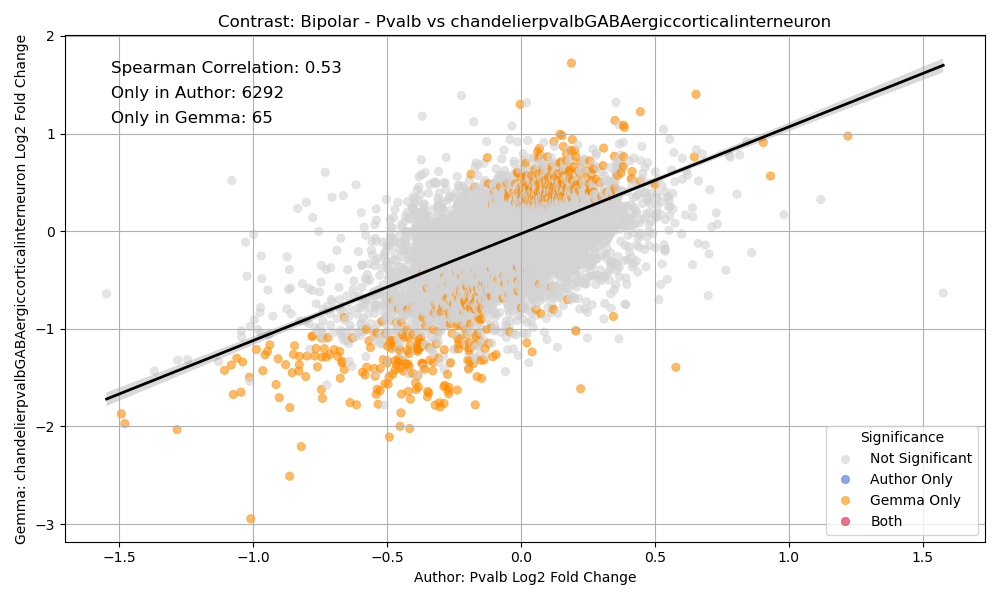 Contrast: Bipolar - Pvalb vs chandelierpvalbGABAergiccorticalinterneuron
Gemma: chandelierpvalbGABAergiccorticalinterneuron Log2 Fold Change
2
1
0
−1
−2
−3
Spearman Correlation: 0.53
Only in Author: 6292
Only in Gemma: 65
Significance
Not Significant
Author Only
Gemma Only
Both
−1.5 −1.0 −0.5 0.0 0.5 1.0 1.5
Author: Pvalb Log2 Fold Change